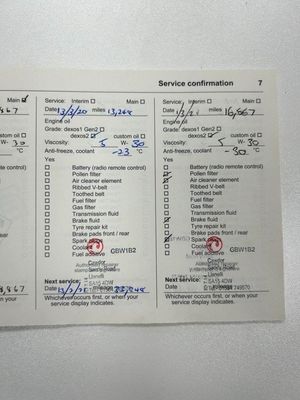 Service confirmation 7
Main
custom oil
W-
°C
Service: Interim Main
Date 13/3/20 miles 13,268
Engine oil
Grade: dexos1 Gen2
dexos2 custom oil
Viscosity: 5 W- 30
Anti-freeze, coolant -23 °C
Yes
Battery (radio remote control)
Pollen filter
Air cleaner element
Ribbed V-belt
Toothed belt
Fuel filter
Gas filter
Transmission fluid
Brake fluid
Tyre repair kit
Brake pads front / rear
Spark plugs
Coolant
Fuel additive
GBW1B2
Next service:
Date
Whichever occurs first, or when your
service display indicates.
Service: Interim Main
Date miles 16,867
Engine oil
Grade: dexos1 Gen2
dexos2 custom oil
Viscosity: 5 W- 30
Anti-freeze, coolant -30 °C
Yes
Battery (radio remote control)
Pollen filter
Air cleaner element
Ribbed V-belt
Toothed belt
Fuel filter
Gas filter
Transmission fluid
Brake fluid
Tyre repair kit
Brake pads front / rear
Spark plugs
Coolant
Fuel additive
GBW1B2
Next service:
Date
Whichever occurs first, or when your
service display indicates.